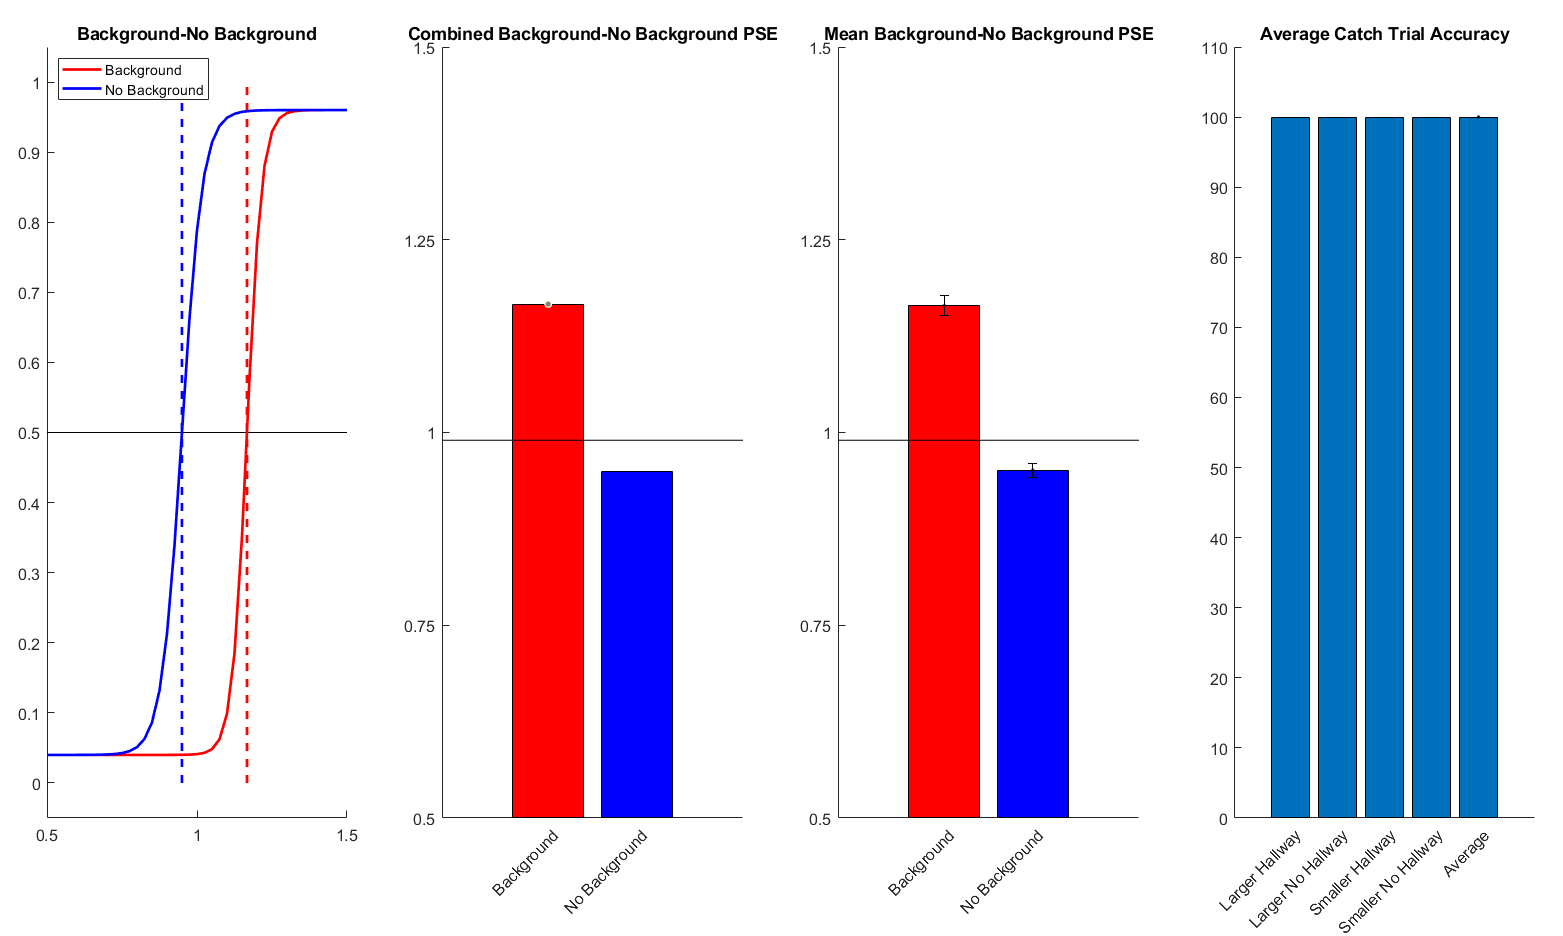 Background-No Background
Background
No Background
1
0.9
0.8
0.7
0.6
0.5
0.4
0.3
0.2
0.1
0
0.5
1
1.5
Combined Background-No Background PSE
1.5
1.25
1
0.75
0.5
Background
No Background
Mean Background-No Background PSE
1.5
1.25
1
0.75
0.5
Background
No Background
Average Catch Trial Accuracy
110
100
90
80
70
60
50
40
30
20
10
0
Larger Hallway
Larger No Hallway
Smaller Hallway
Smaller No Hallway
Average